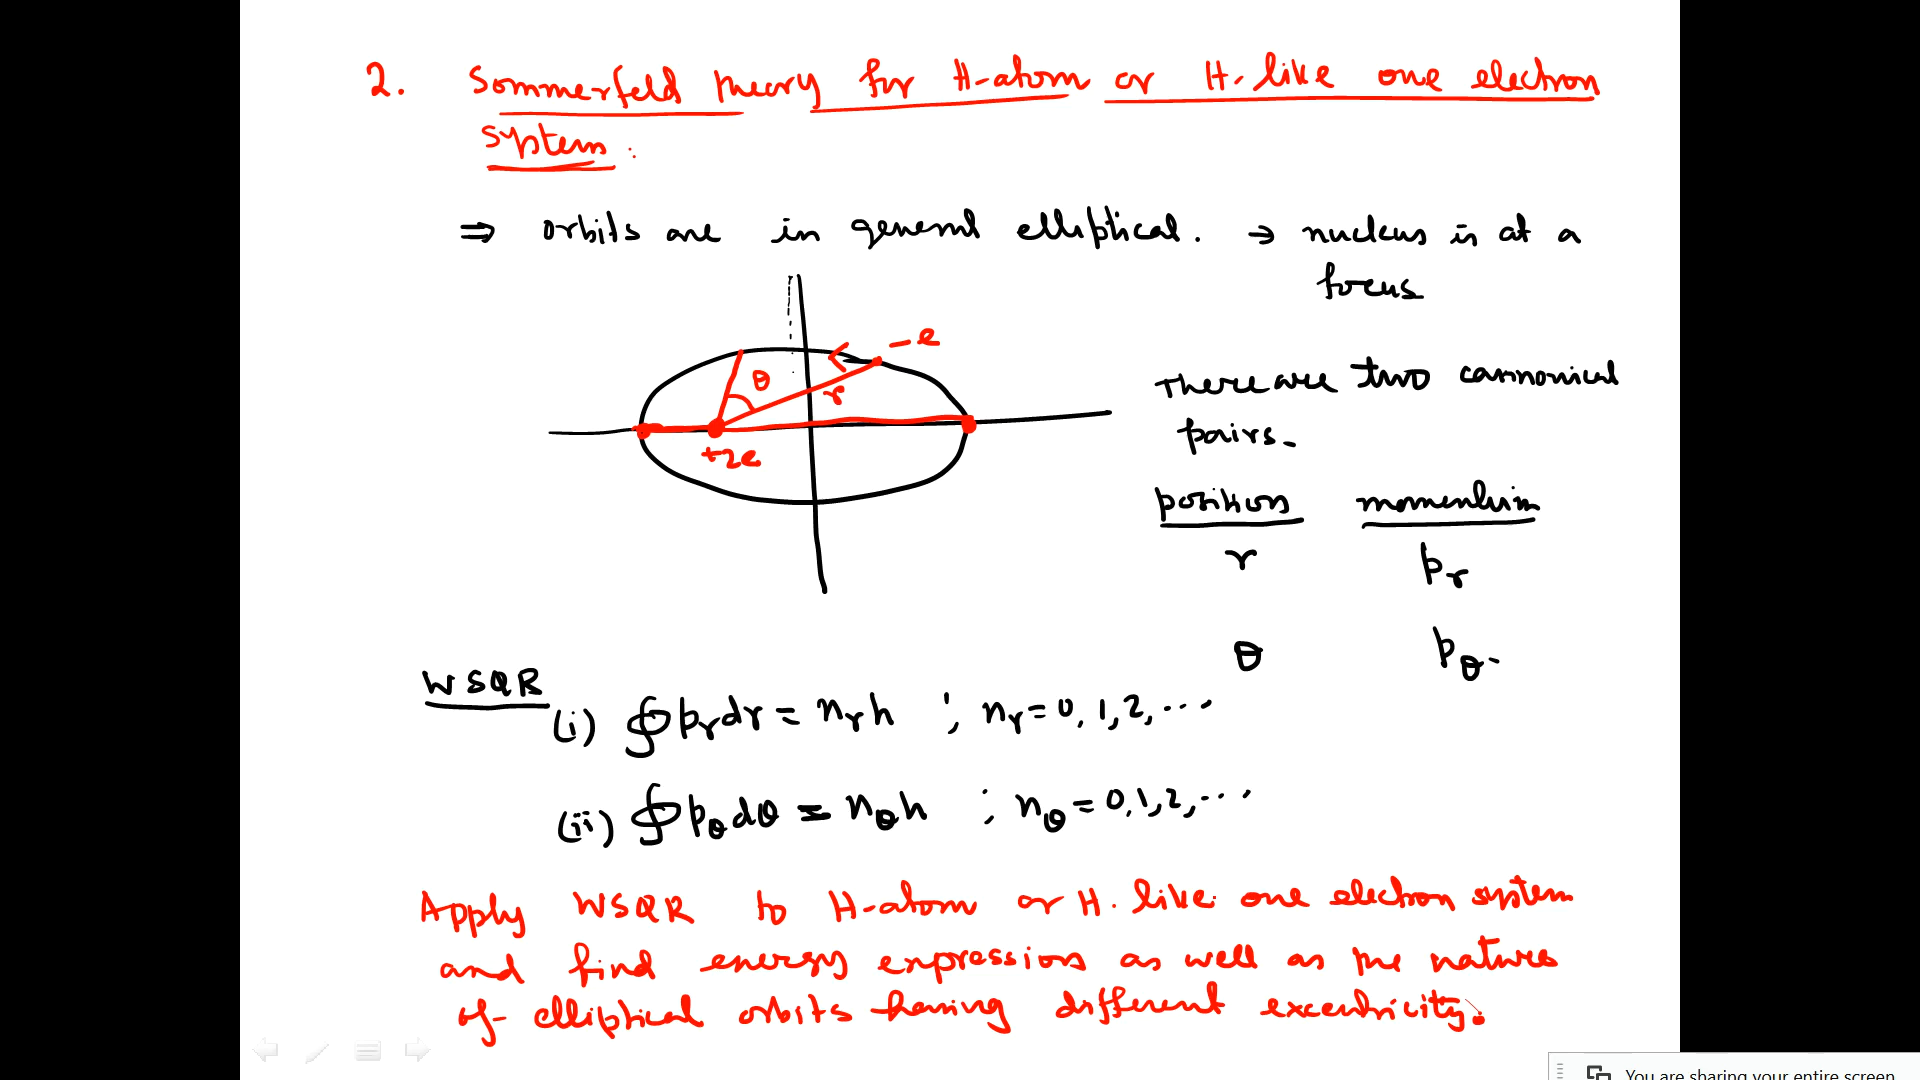 2. Sommerfeld theory for H-atom or H-like one electron
system.
⇒ orbits are in general elliptical. → nucleus is at a
focus
-e
θ
r
+ze
There are two cannonical
pairs.
position momentum
r p_r
θ p_θ.
WSQR
(i) ∮ p_r dr = n_r h ; n_r = 0, 1, 2, ...
(ii) ∮ p_θ dθ = n_θ h ; n_θ = 0, 1, 2, ...
Apply WSQR to H-atom or H-like one electron system
and find energy expression as well as the nature
of elliptical orbits having different excentricity.
You are sharing your entire screen